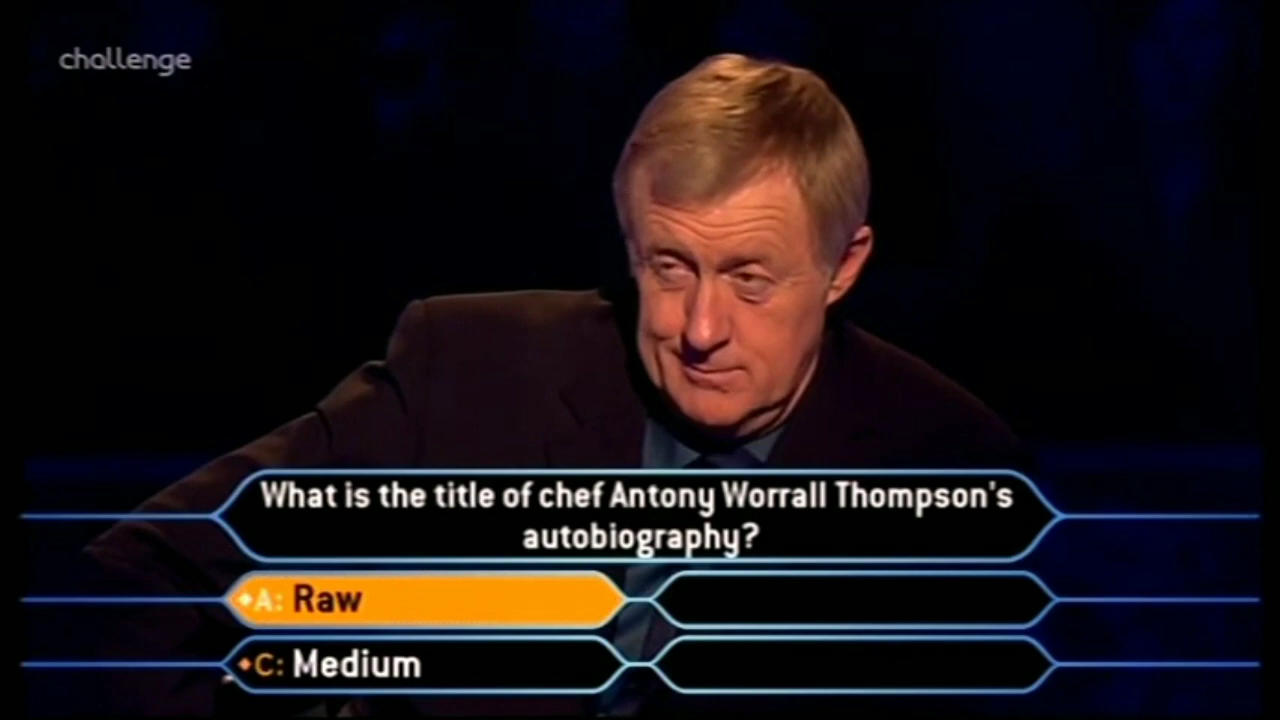 challenge
What is the title of chef Antony Worrall Thompson's
autobiography?
A: Raw
C: Medium